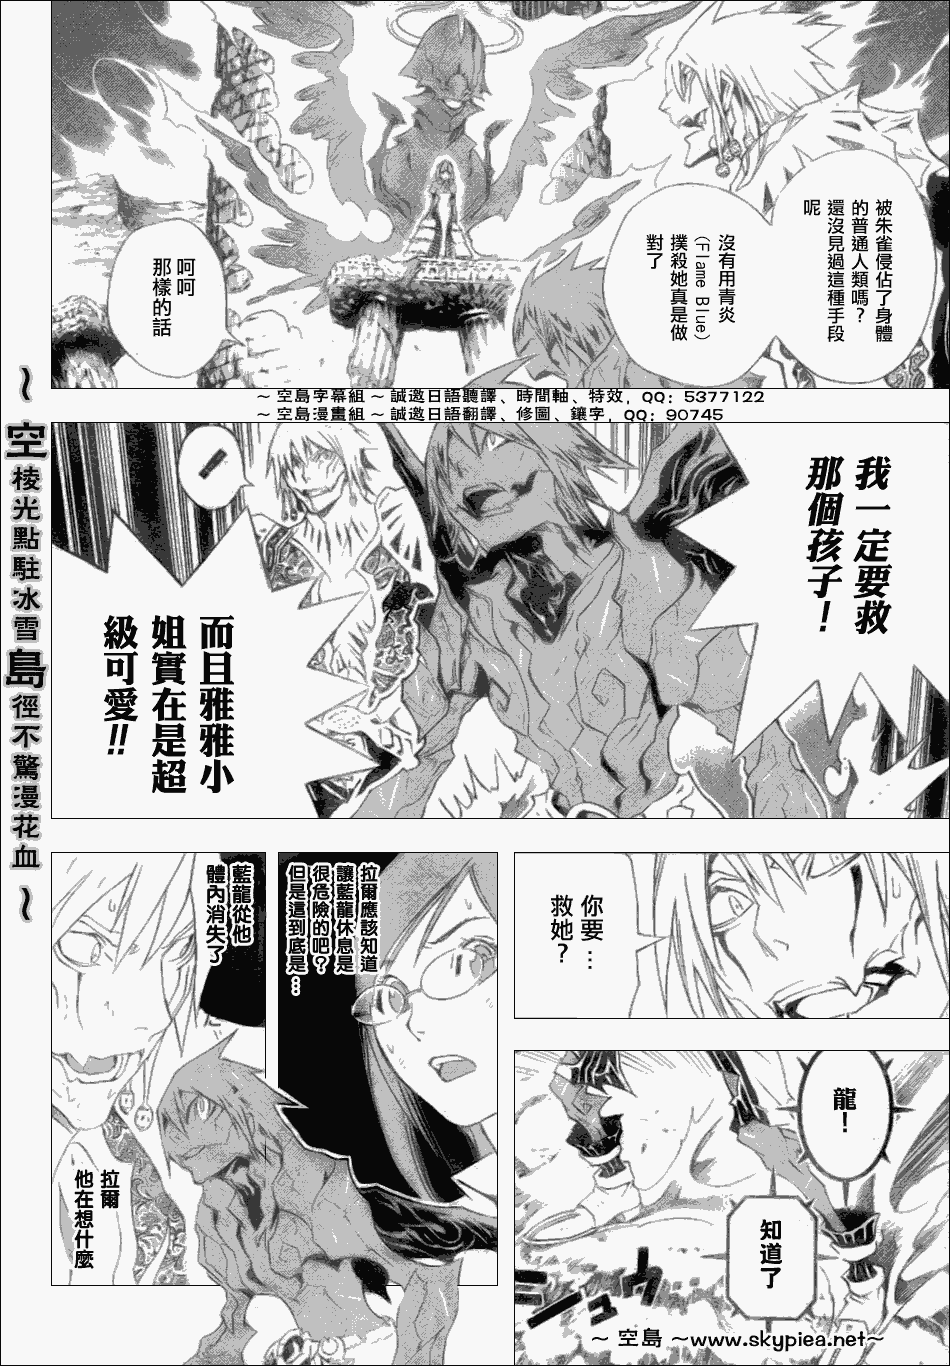 被朱雀侵佔了身體
的普通人類嗎？
還沒見過這種手段
呢
沒有用青炎
(Flame Blue)
撲殺她真是做
對了
呵呵
那樣的話
～ 空島字幕組 ～ 誠邀日語聽譯、時間軸、特效, QQ: 5377122
～ 空島漫畫組 ～ 誠邀日語翻譯、修圖、鑲字, QQ: 90745
～ 空棱光點駐冰雪島徑不驚漫花血 ～
我一定要救
那個孩子！
而且雅雅小
姐實在是超
級可愛!!
你要…
救她？
拉爾應該知道
讓藍龍休息是
很危險的吧？
但是這到底是…
藍龍從他
體內消失了
拉爾
他在想什麼
龍！
知道了
ニュウ
～ 空島 ～www.skypiea.net～